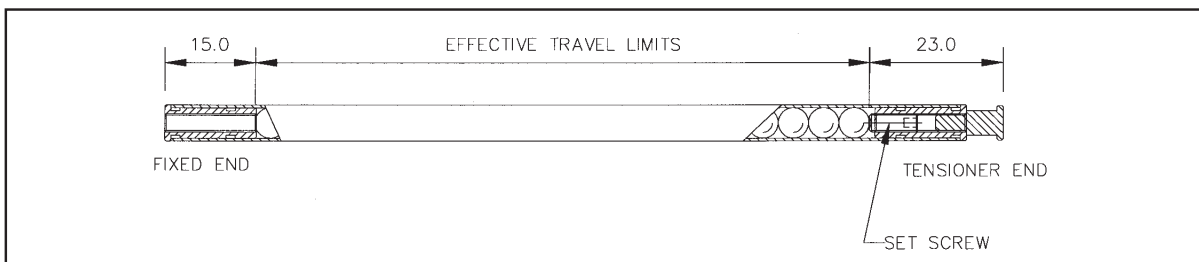 15.0
EFFECTIVE TRAVEL LIMITS
23.0
FIXED END
TENSIONER END
SET SCREW